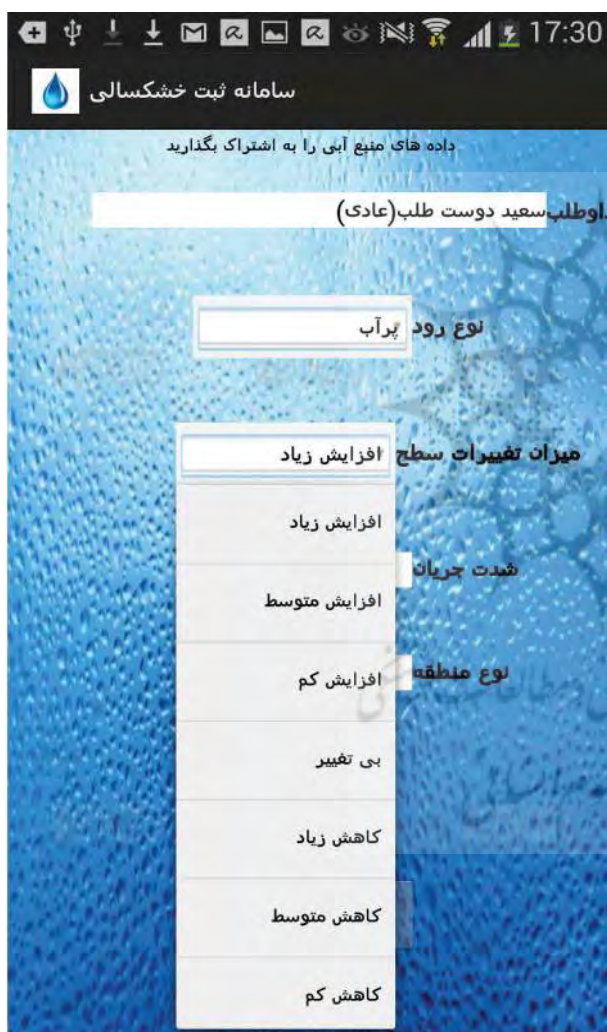 17:30
سامانه ثبت خشکسالی
داده های منبع آبی را به اشتراک بگذارید
اوطلب سعید دوست طلب(عادی)
نوع رود پرآب
میزان تغییرات سطح افزایش زیاد
افزایش زیاد
شدت جریان
افزایش متوسط
نوع منطقه
افزایش کم
بی تغییر
کاهش زیاد
کاهش متوسط
کاهش کم